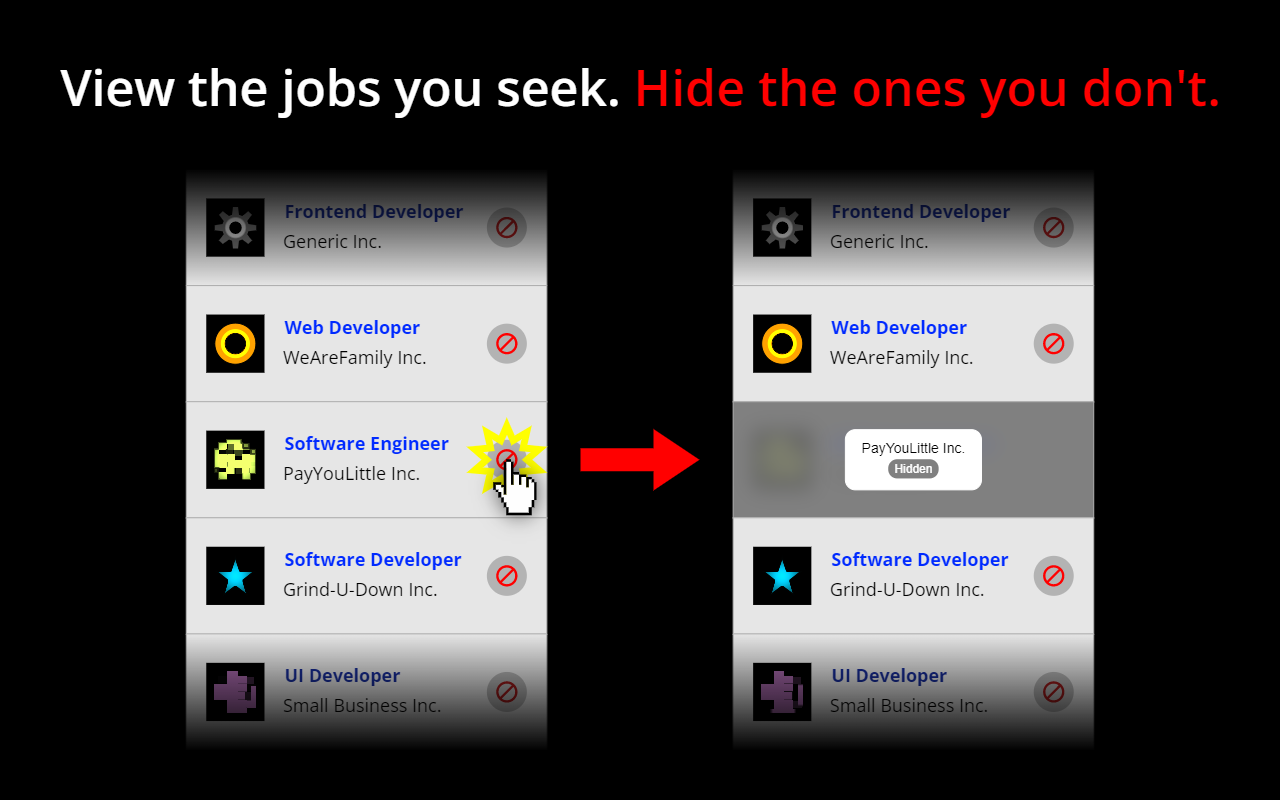 View the jobs you seek. Hide the ones you don't.
Frontend Developer
Generic Inc.
Web Developer
WeAreFamily Inc.
Software Engineer
PayYouLittle Inc.
Software Developer
Grind-U-Down Inc.
UI Developer
Small Business Inc.
Frontend Developer
Generic Inc.
Web Developer
WeAreFamily Inc.
PayYouLittle Inc.
Hidden
Software Developer
Grind-U-Down Inc.
UI Developer
Small Business Inc.